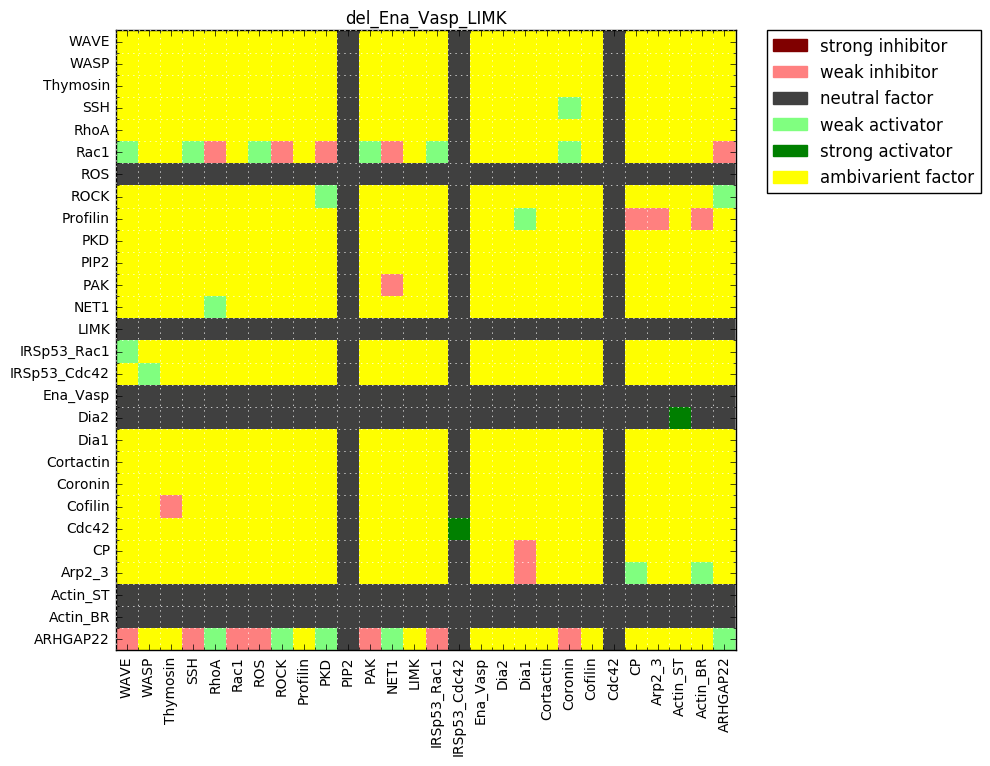 del_Ena_Vasp_LIMK
strong inhibitor
weak inhibitor
neutral factor
weak activator
strong activator
ambivarient factor
WAVE
WASP
Thymosin
SSH
RhoA
Rac1
ROS
ROCK
Profilin
PKD
PIP2
PAK
NET1
LIMK
IRSp53_Rac1
IRSp53_Cdc42
Ena_Vasp
Dia2
Dia1
Cortactin
Coronin
Cofilin
Cdc42
CP
Arp2_3
Actin_ST
Actin_BR
ARHGAP22
WAVE
WASP
Thymosin
SSH
RhoA
Rac1
ROS
ROCK
Profilin
PKD
PIP2
PAK
NET1
LIMK
IRSp53_Rac1
IRSp53_Cdc42
Ena_Vasp
Dia2
Dia1
Cortactin
Coronin
Cofilin
Cdc42
CP
Arp2_3
Actin_ST
Actin_BR
ARHGAP22